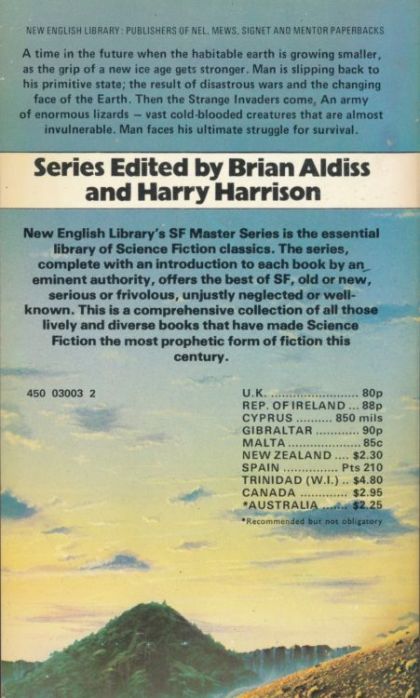 NEW ENGLISH LIBRARY: PUBLISHERS OF NEL, MEWS, SIGNET AND MENTOR PAPERBACKS
A time in the future when the habitable earth is growing smaller,
as the grip of a new ice age gets stronger. Man is slipping back to
his primitive state; the result of disastrous wars and the changing
face of the Earth. Then the Strange Invaders come, An army
of enormous lizards – vast cold-blooded creatures that are almost
invulnerable. Man faces his ultimate struggle for survival.
Series Edited by Brian Aldiss
and Harry Harrison
New English Library's SF Master Series is the essential
library of Science Fiction classics. The series,
complete with an introduction to each book by an
eminent authority, offers the best of SF, old or new,
serious or frivolous, unjustly neglected or well-
known. This is a comprehensive collection of all those
lively and diverse books that have made Science
Fiction the most prophetic form of fiction this
century.
450 03003 2
U.K. ........................ 80p
REP. OF IRELAND ... 88p
CYPRUS .......... 850 mils
GIBRALTAR ............ 90p
MALTA .................... 85c
NEW ZEALAND .... $2.30
SPAIN ............... Pts 210
TRINIDAD (W.I.) .. $4.80
CANADA ............. $2.95
*AUSTRALIA ....... $2.25
*Recommended but not obligatory